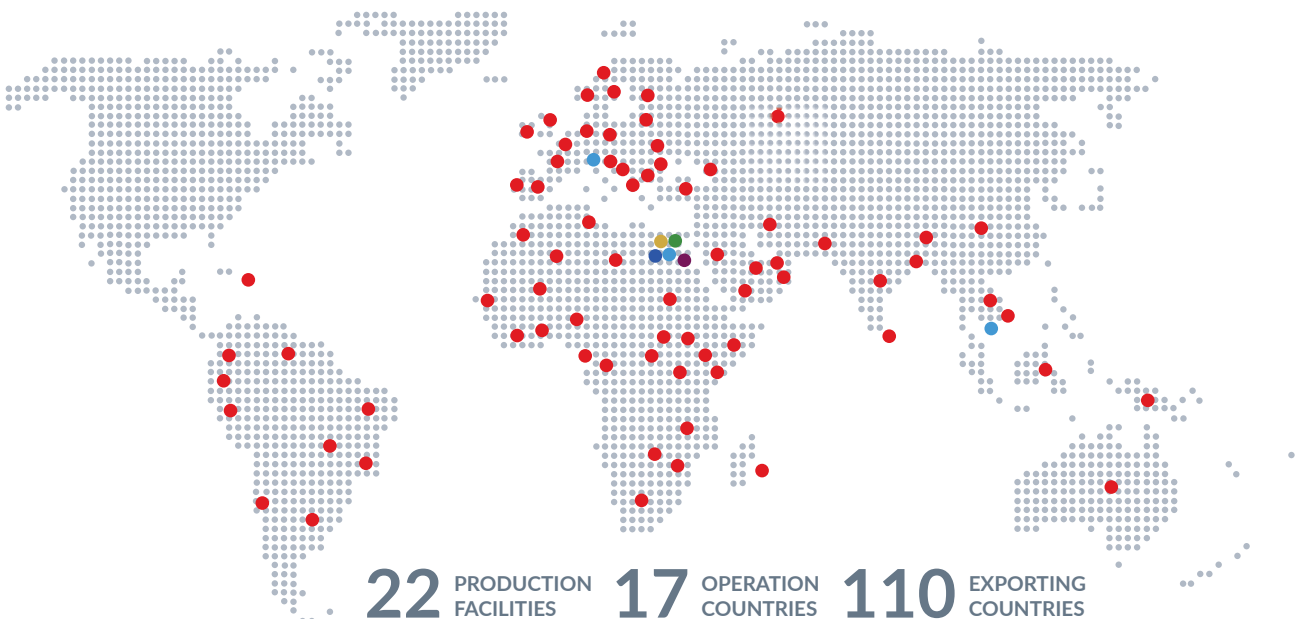 22 PRODUCTION FACILITIES
17 OPERATION COUNTRIES
110 EXPORTING COUNTRIES